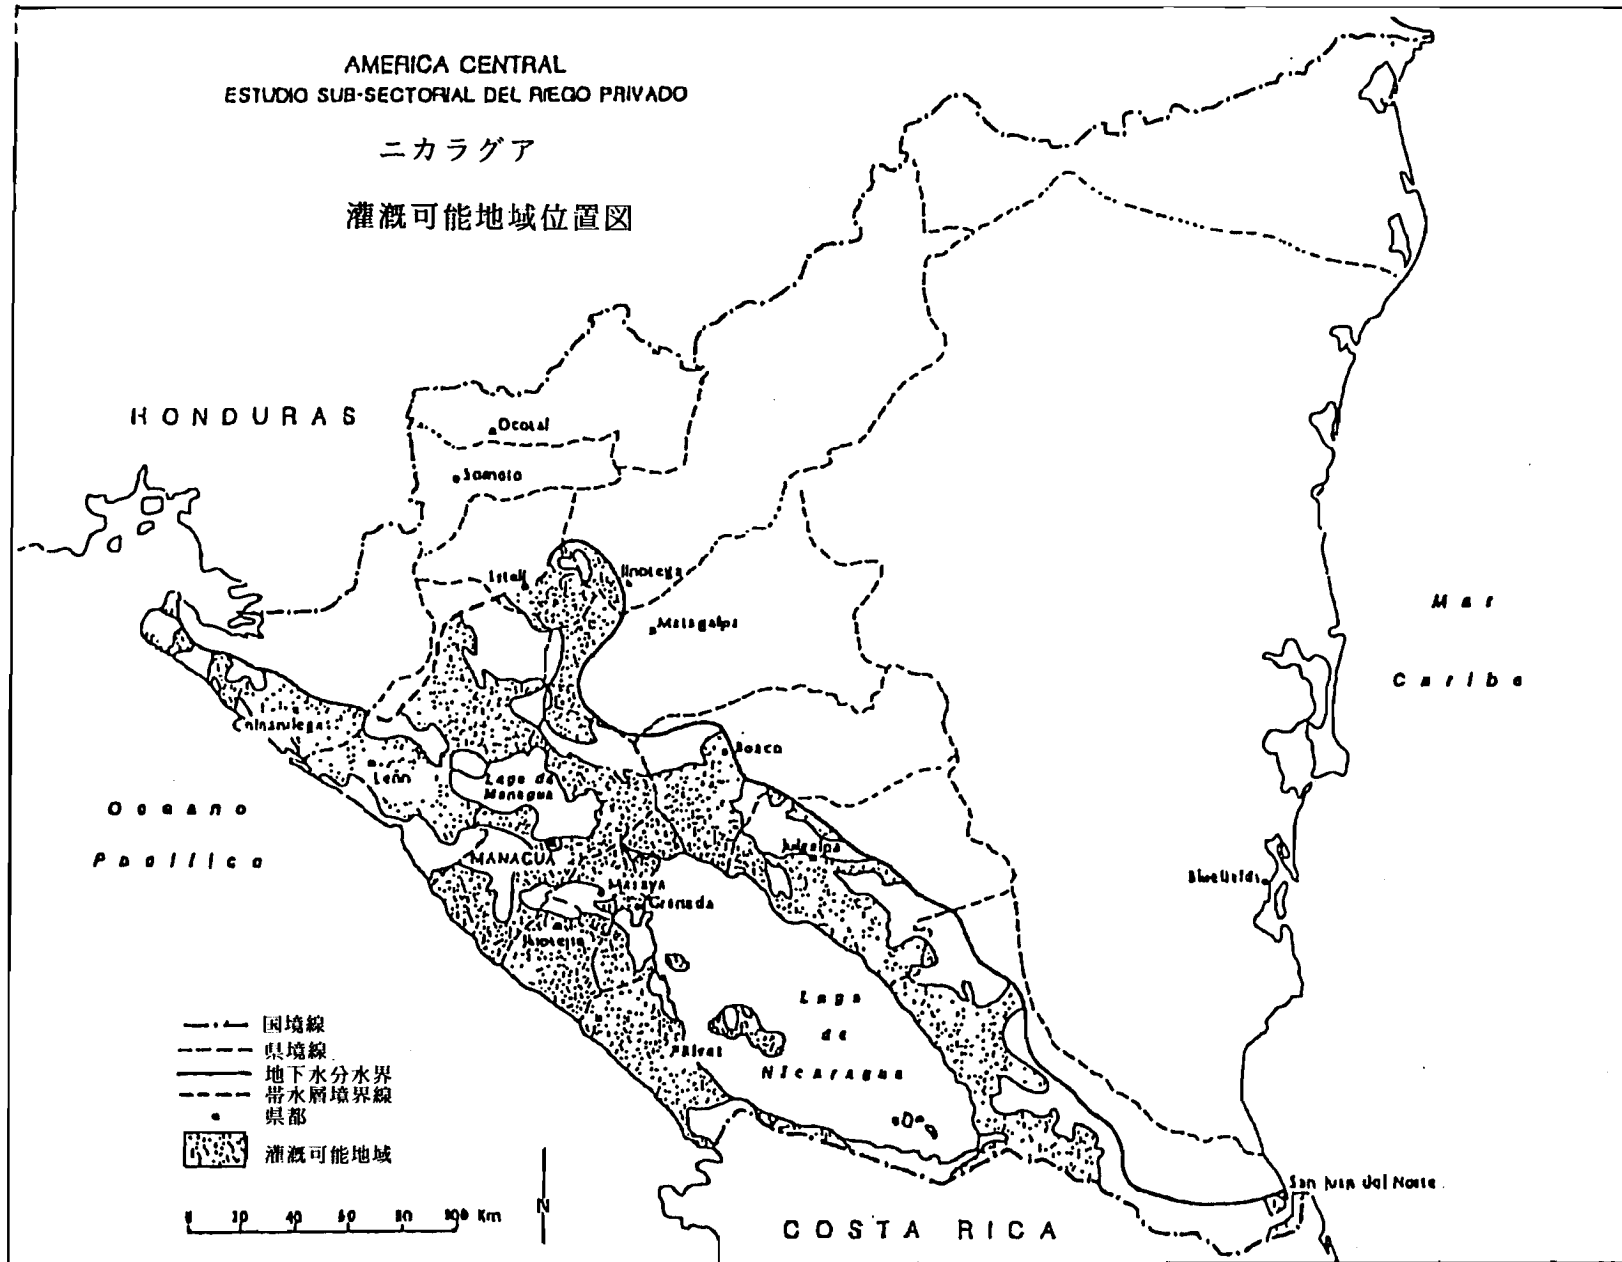 AMERICA CENTRAL
ESTUDIO SUB-SECTORIAL DEL RIEGO PRIVADO
ニカラグア
灌漑可能地域位置図
HONDURAS
Ocotal
Somoto
Estelí
Jinotega
Matagalpa
Mar
Caribe
Chinandega
León
Lago de
Managua
Boaco
Oceano
Pacifico
MANAGUA
Juigalpa
Bluefields
Masaya
Granada
Jinotepe
Lago
de
Nicaragua
Rivas
国境線
県境線
地下水分水界
帯水層境界線
県都
灌漑可能地域
0 20 40 60 80 100 Km
N
San Juan del Norte
COSTA RICA